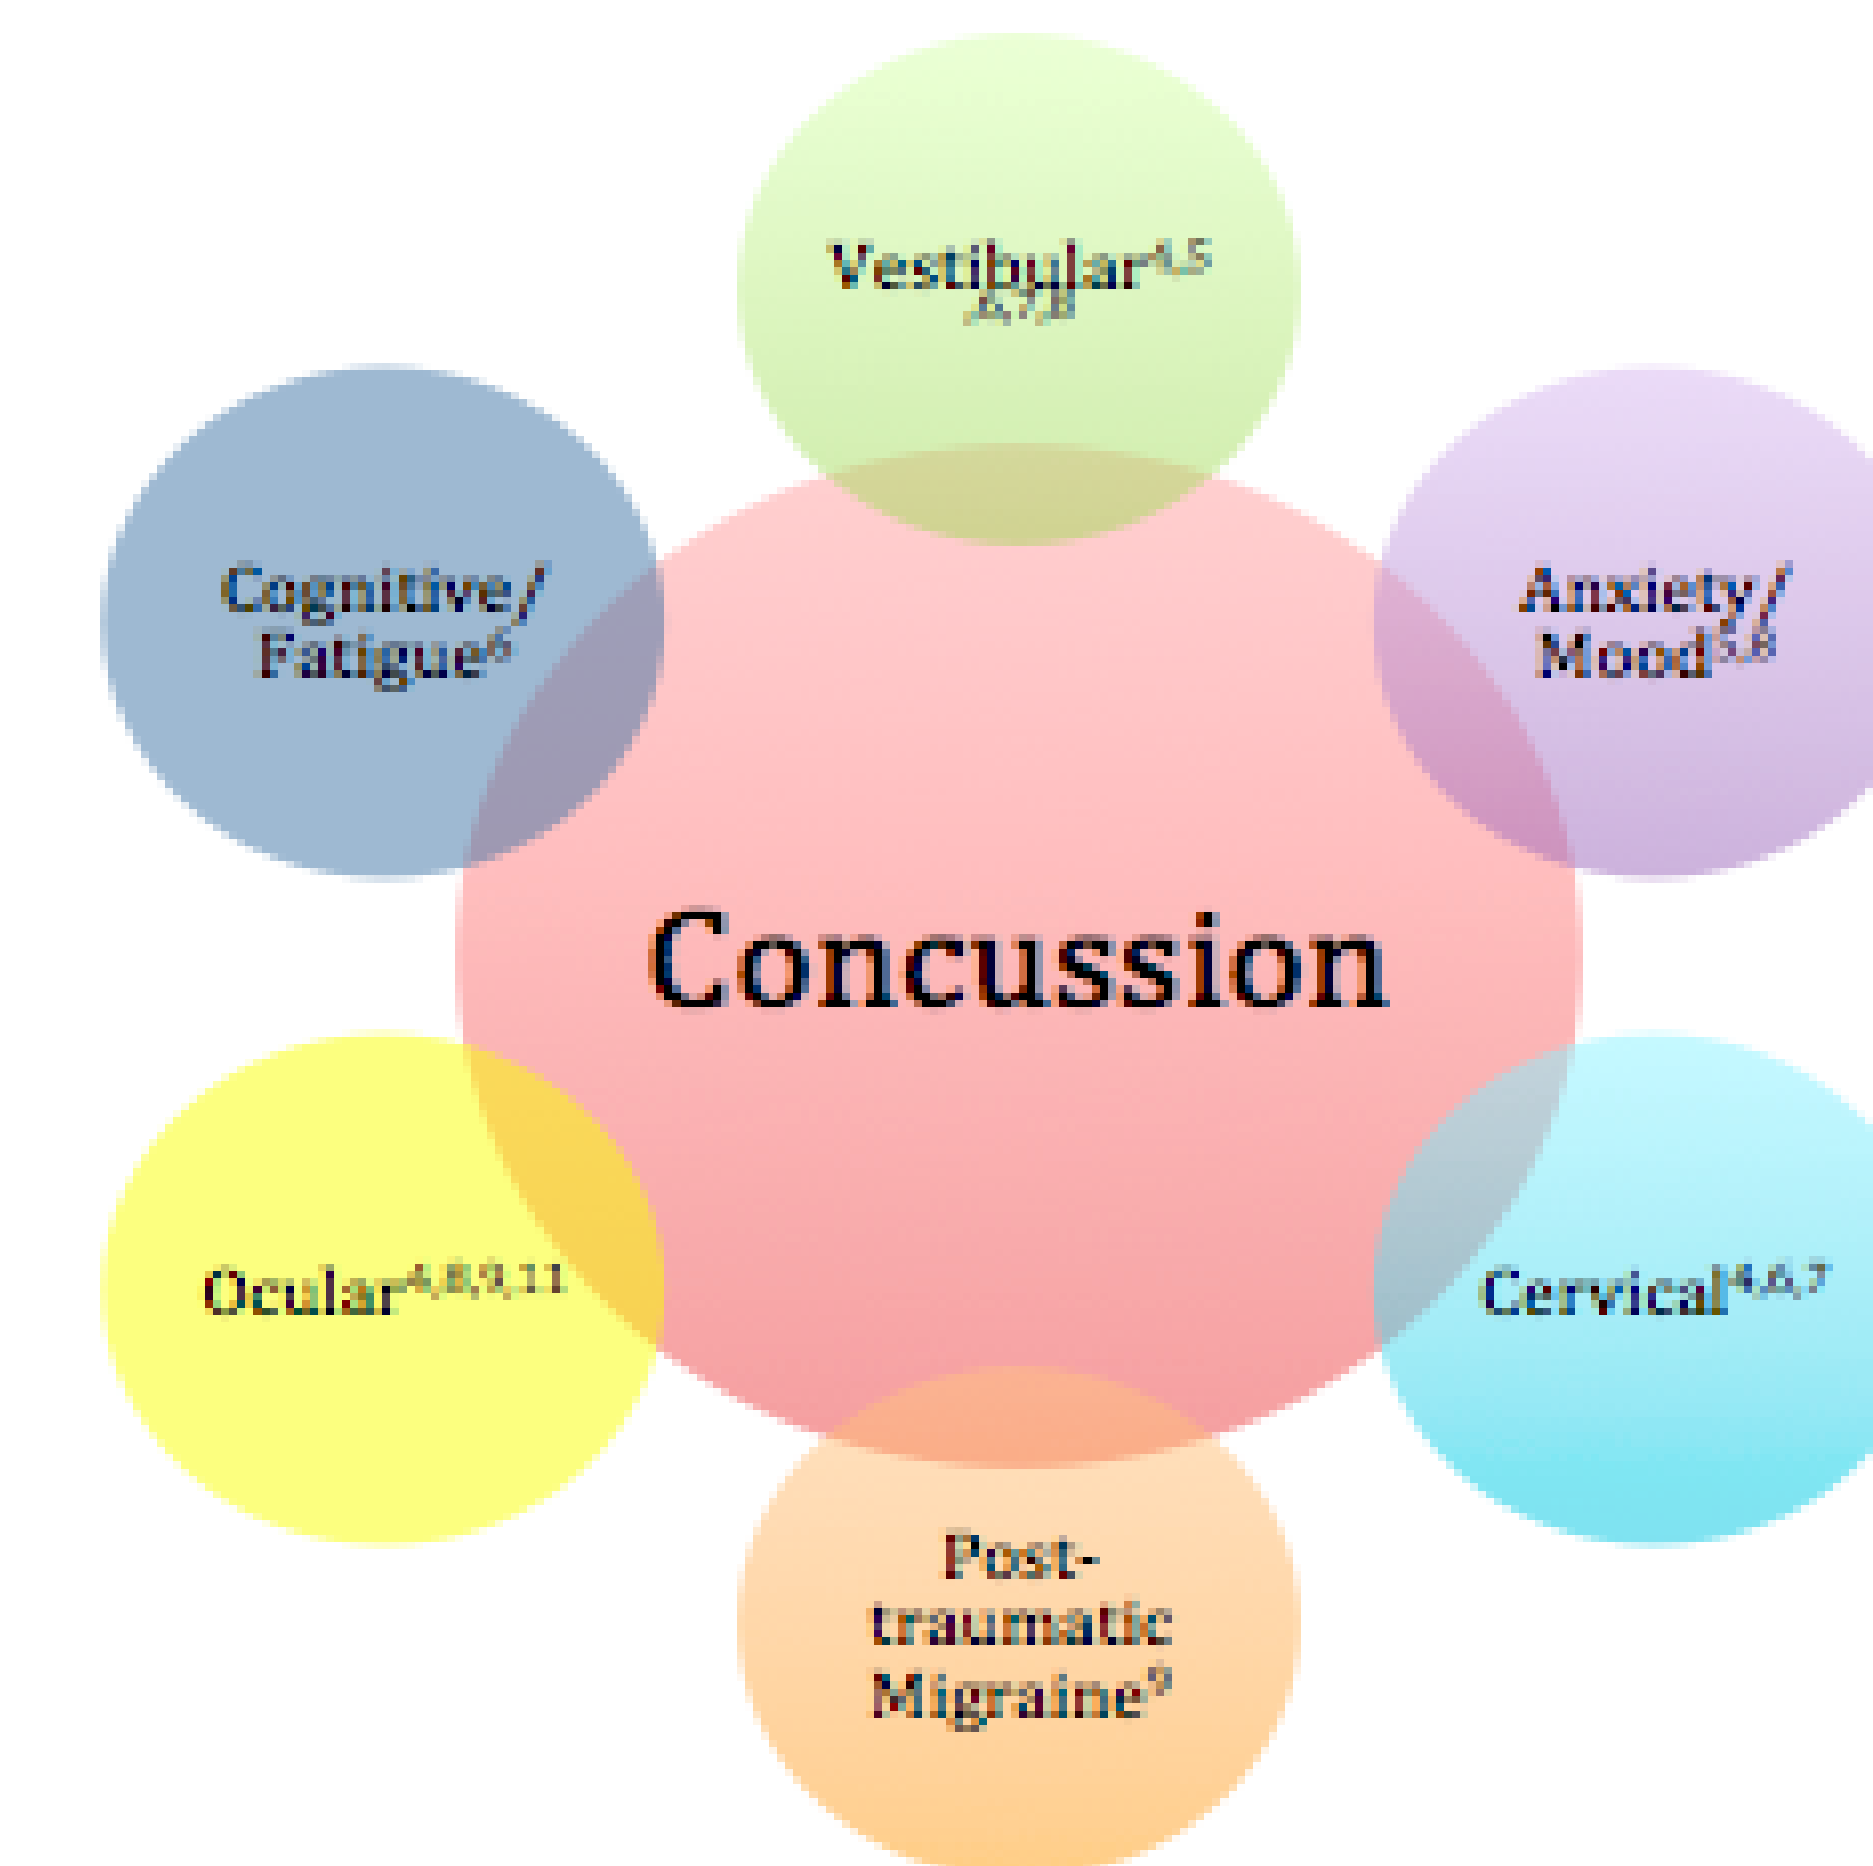 Vestibular4,5
,6,7,8
Cognitive/
Fatigue6
Anxiety/
Mood5,8
Concussion
Ocular4,8,9,11
Cervical4,6,7
Post-
traumatic
Migraine9